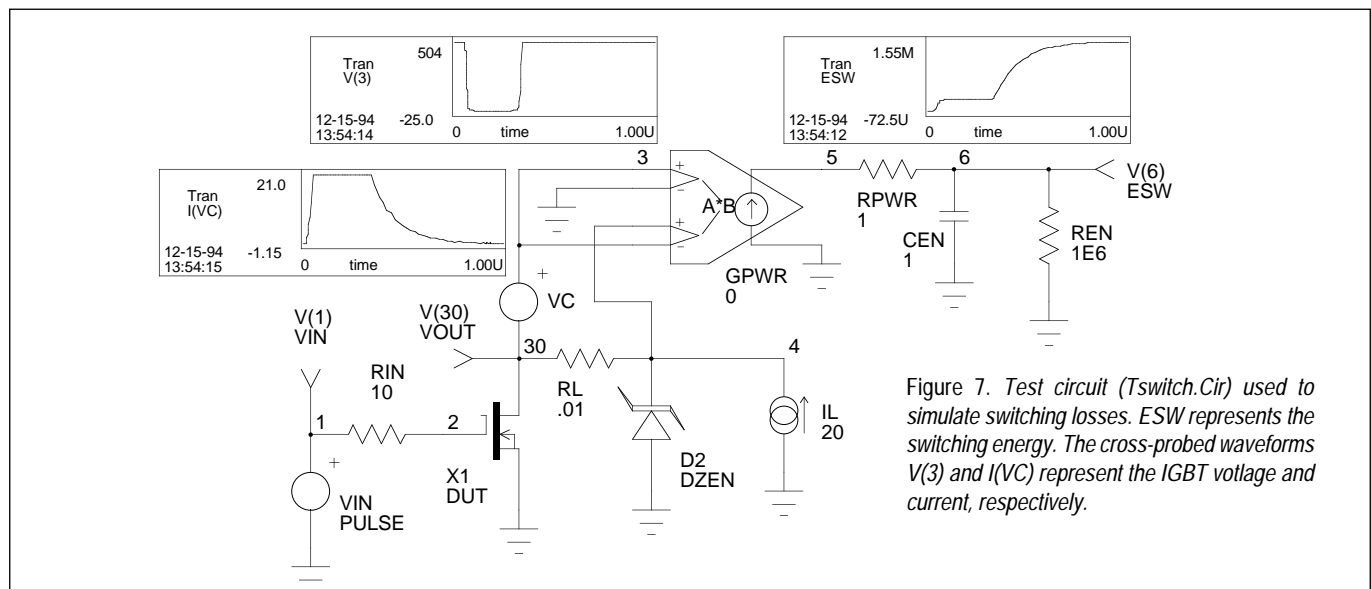 Tran
V(3)
504
12-15-94
-25.0
13:54:14
0
time
1.00U
Tran
ESW
1.55M
12-15-94
-72.5U
13:54:12
0
time
1.00U
Tran
I(VC)
21.0
12-15-94
-1.15
13:54:15
0
time
1.00U
3
+
−
+
−
A*B
GPWR
0
5
RPWR
1
6
CEN
1
V(6)
ESW
REN
1E6
+
VC
V(1)
VIN
V(30)
VOUT
30
RIN
10
RL
.01
4
1
2
+
VIN
PULSE
X1
DUT
D2
DZEN
IL
20
Figure 7. Test circuit (Tswitch.Cir) used to
simulate switching losses. ESW represents the
switching energy. The cross-probed waveforms
V(3) and I(VC) represent the IGBT votlage and
current, respectively.